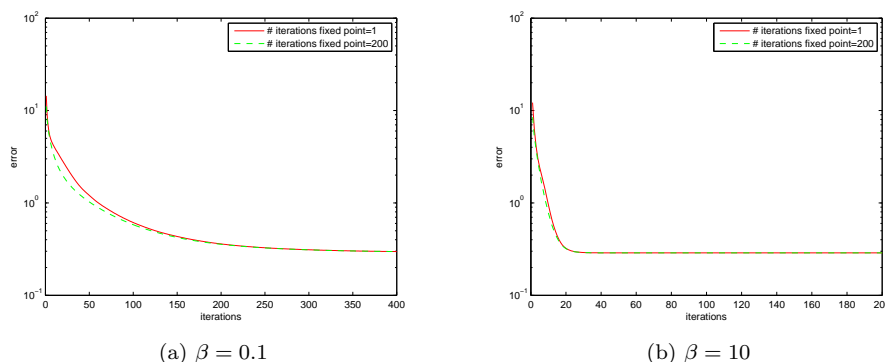 10^2
10^1
10^0
10^-1
error
0 50 100 150 200 250 300 350 400
iterations
# iterations fixed point=1
# iterations fixed point=200
(a) β = 0.1
10^2
10^1
10^0
10^-1
error
0 20 40 60 80 100 120 140 160 180 200
iterations
# iterations fixed point=1
# iterations fixed point=200
(b) β = 10